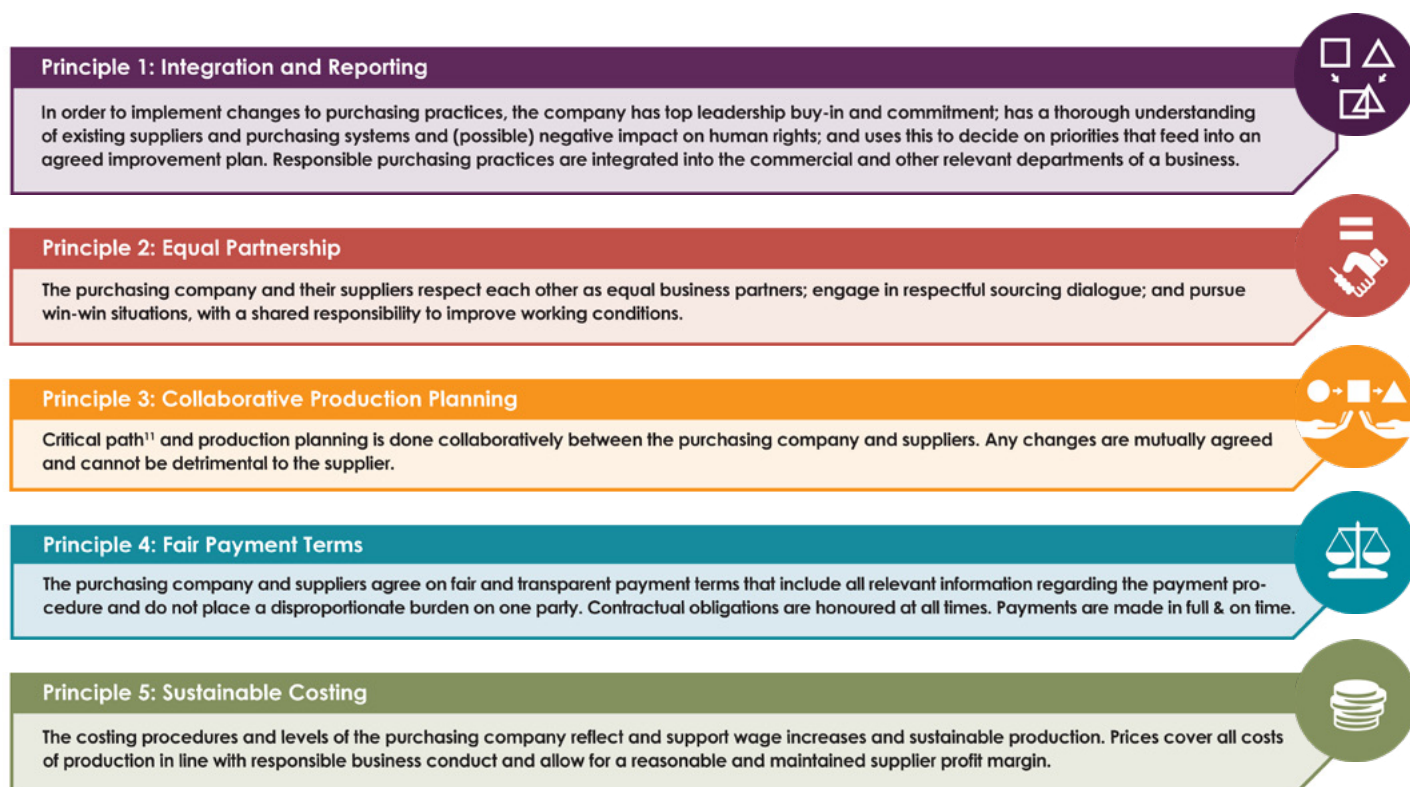 Principle 1: Integration and Reporting
In order to implement changes to purchasing practices, the company has top leadership buy-in and commitment; has a thorough understanding
of existing suppliers and purchasing systems and (possible) negative impact on human rights; and uses this to decide on priorities that feed into an
agreed improvement plan. Responsible purchasing practices are integrated into the commercial and other relevant departments of a business.
Principle 2: Equal Partnership
The purchasing company and their suppliers respect each other as equal business partners; engage in respectful sourcing dialogue; and pursue
win-win situations, with a shared responsibility to improve working conditions.
Principle 3: Collaborative Production Planning
Critical path¹¹ and production planning is done collaboratively between the purchasing company and suppliers. Any changes are mutually agreed
and cannot be detrimental to the supplier.
Principle 4: Fair Payment Terms
The purchasing company and suppliers agree on fair and transparent payment terms that include all relevant information regarding the payment pro-
cedure and do not place a disproportionate burden on one party. Contractual obligations are honoured at all times. Payments are made in full & on time.
Principle 5: Sustainable Costing
The costing procedures and levels of the purchasing company reflect and support wage increases and sustainable production. Prices cover all costs
of production in line with responsible business conduct and allow for a reasonable and maintained supplier profit margin.